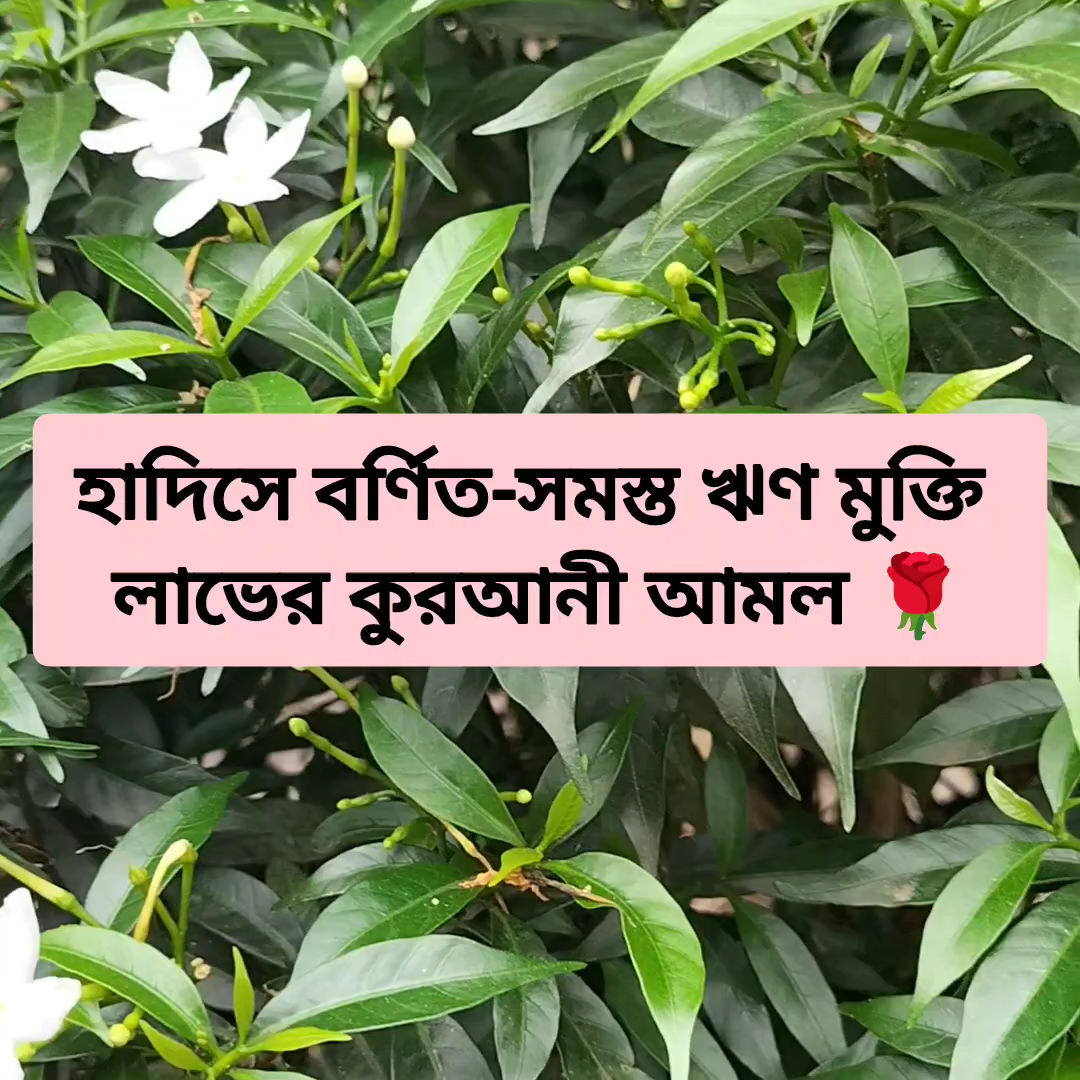 হাদিসে বর্ণিত-সমস্ত ঋণ মুক্তি
লাভের কুরআনী আমল 🌹